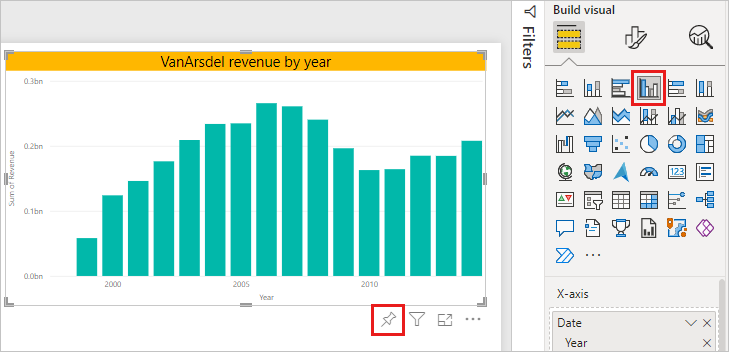 Build visual
Filters
VanArsdel revenue by year
0.3bn
0.2bn
0.1bn
0.0bn
Sum of Revenue
2000
2005
2010
Year
123
X-axis
Date
Year